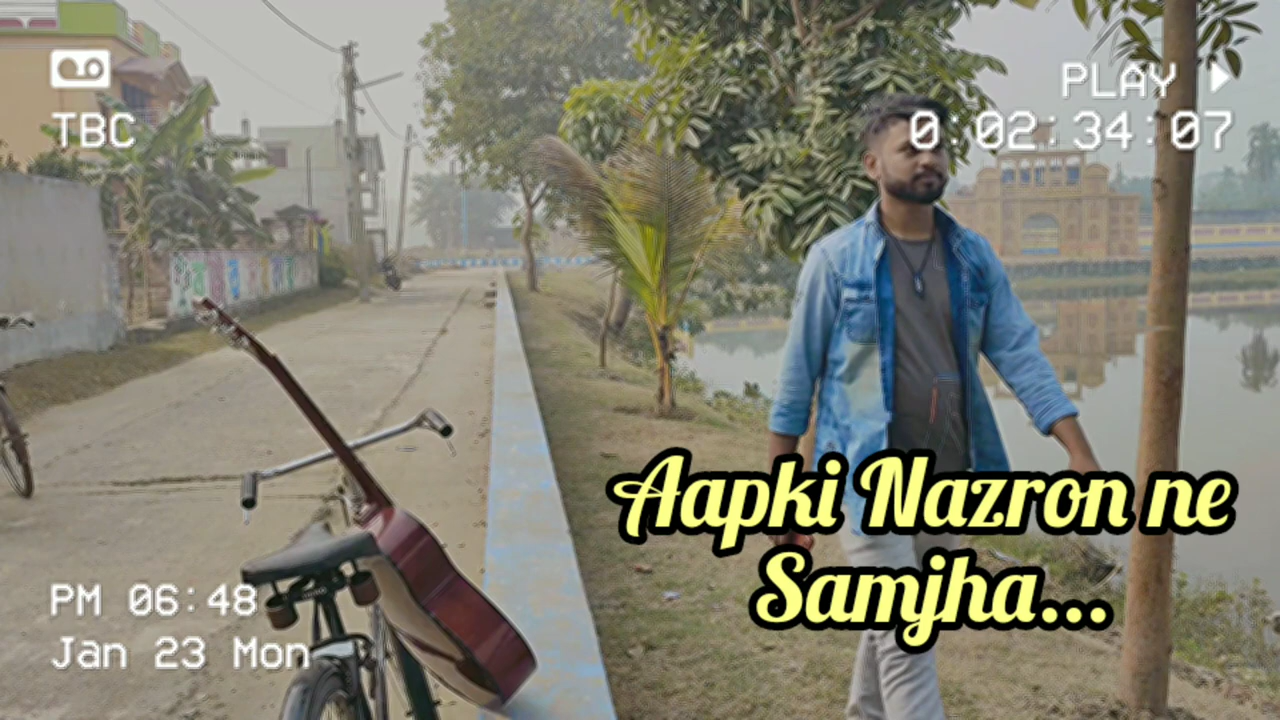 TBC
PLAY
0:02:34:07
Aapki Nazron ne
Samjha...
PM 06:48
Jan 23 Mon